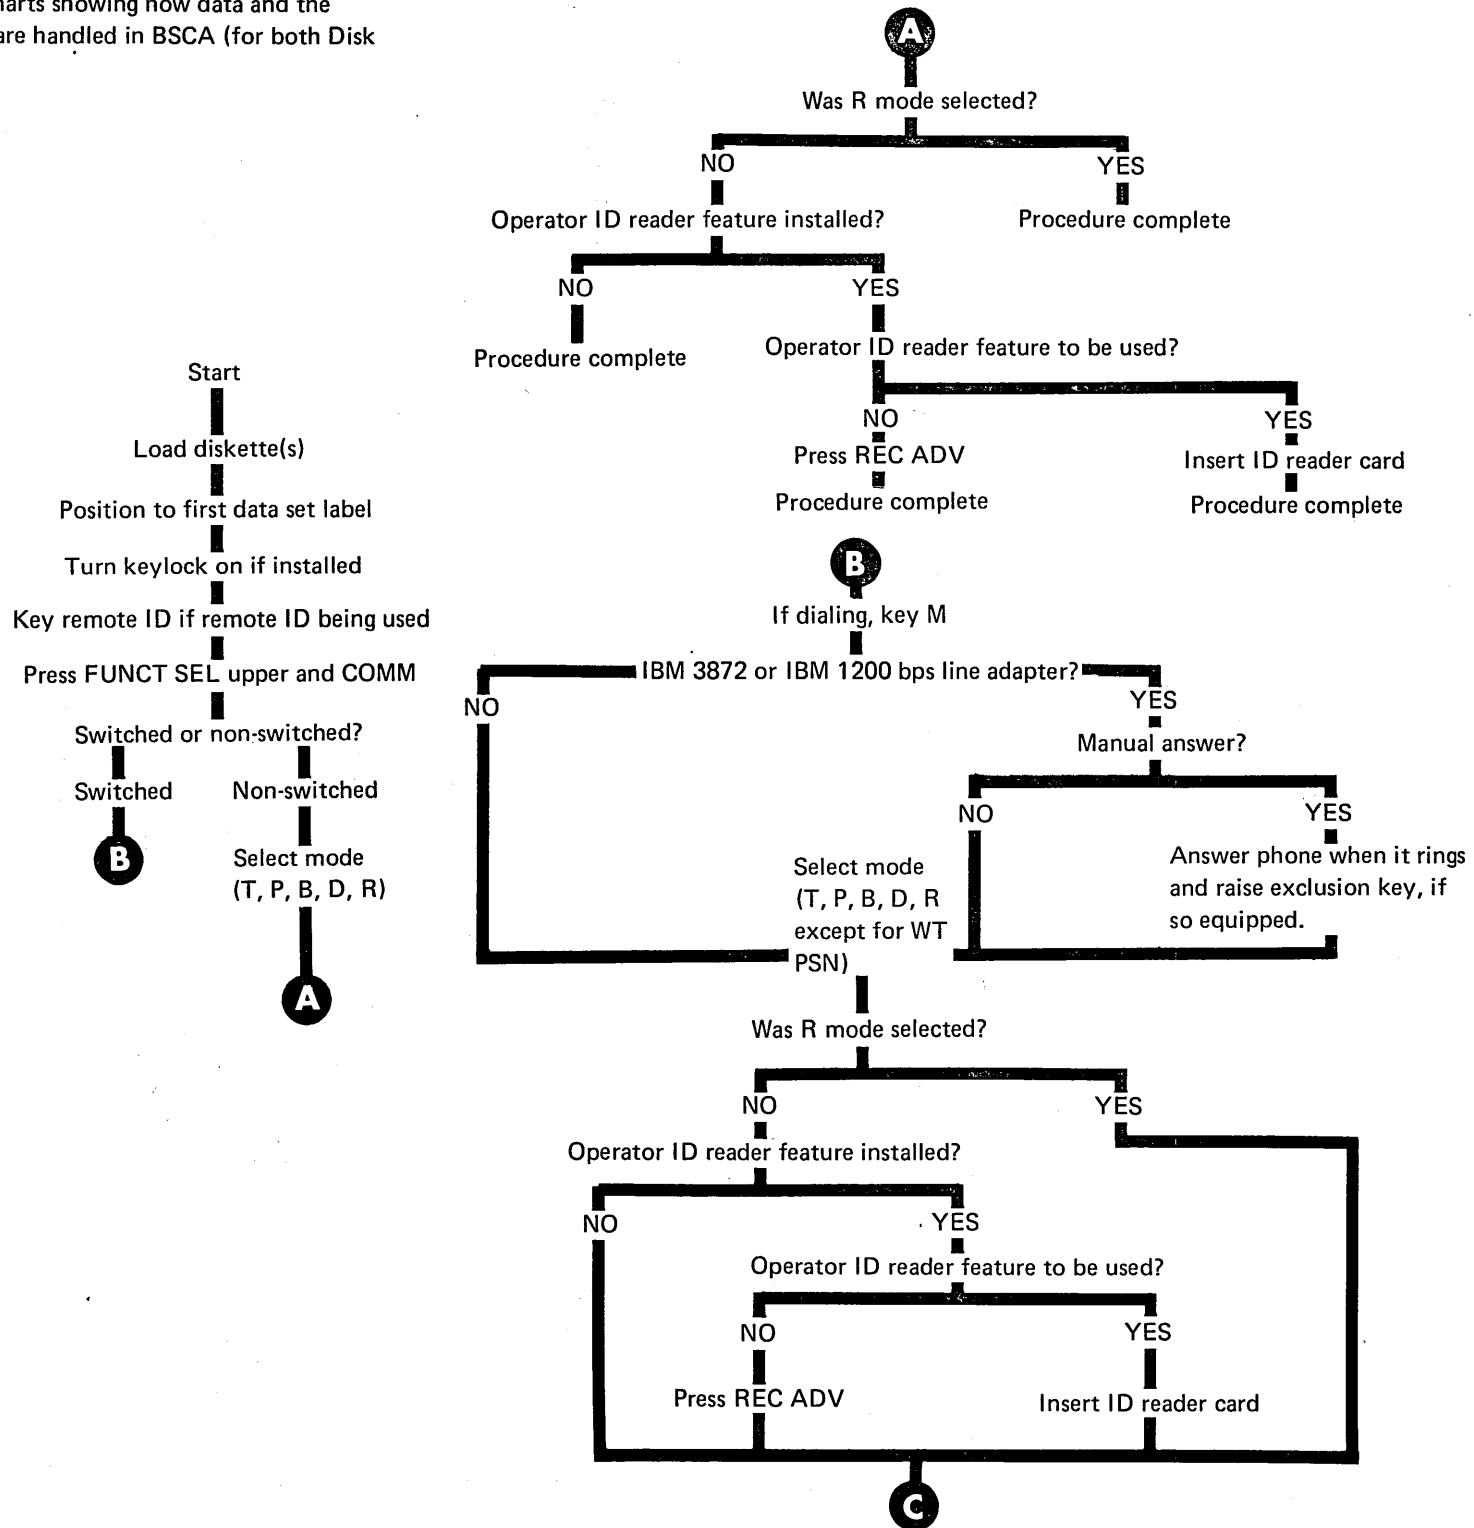 harts showing how data and the
are handled in BSCA (for both Disk
Start
Load diskette(s)
Position to first data set label
Turn keylock on if installed
Key remote ID if remote ID being used
Press FUNCT SEL upper and COMM
Switched or non-switched?
Switched
Non-switched
B
Select mode
(T, P, B, D, R)
A
A
Was R mode selected?
NO
YES
Operator ID reader feature installed?
Procedure complete
NO
YES
Procedure complete
Operator ID reader feature to be used?
NO
YES
Press REC ADV
Insert ID reader card
Procedure complete
Procedure complete
B
If dialing, key M
IBM 3872 or IBM 1200 bps line adapter?
NO
YES
Manual answer?
NO
YES
Answer phone when it rings
and raise exclusion key, if
so equipped.
Select mode
(T, P, B, D, R
except for WT
PSN)
Was R mode selected?
NO
YES
Operator ID reader feature installed?
NO
YES
Operator ID reader feature to be used?
NO
YES
Press REC ADV
Insert ID reader card
C